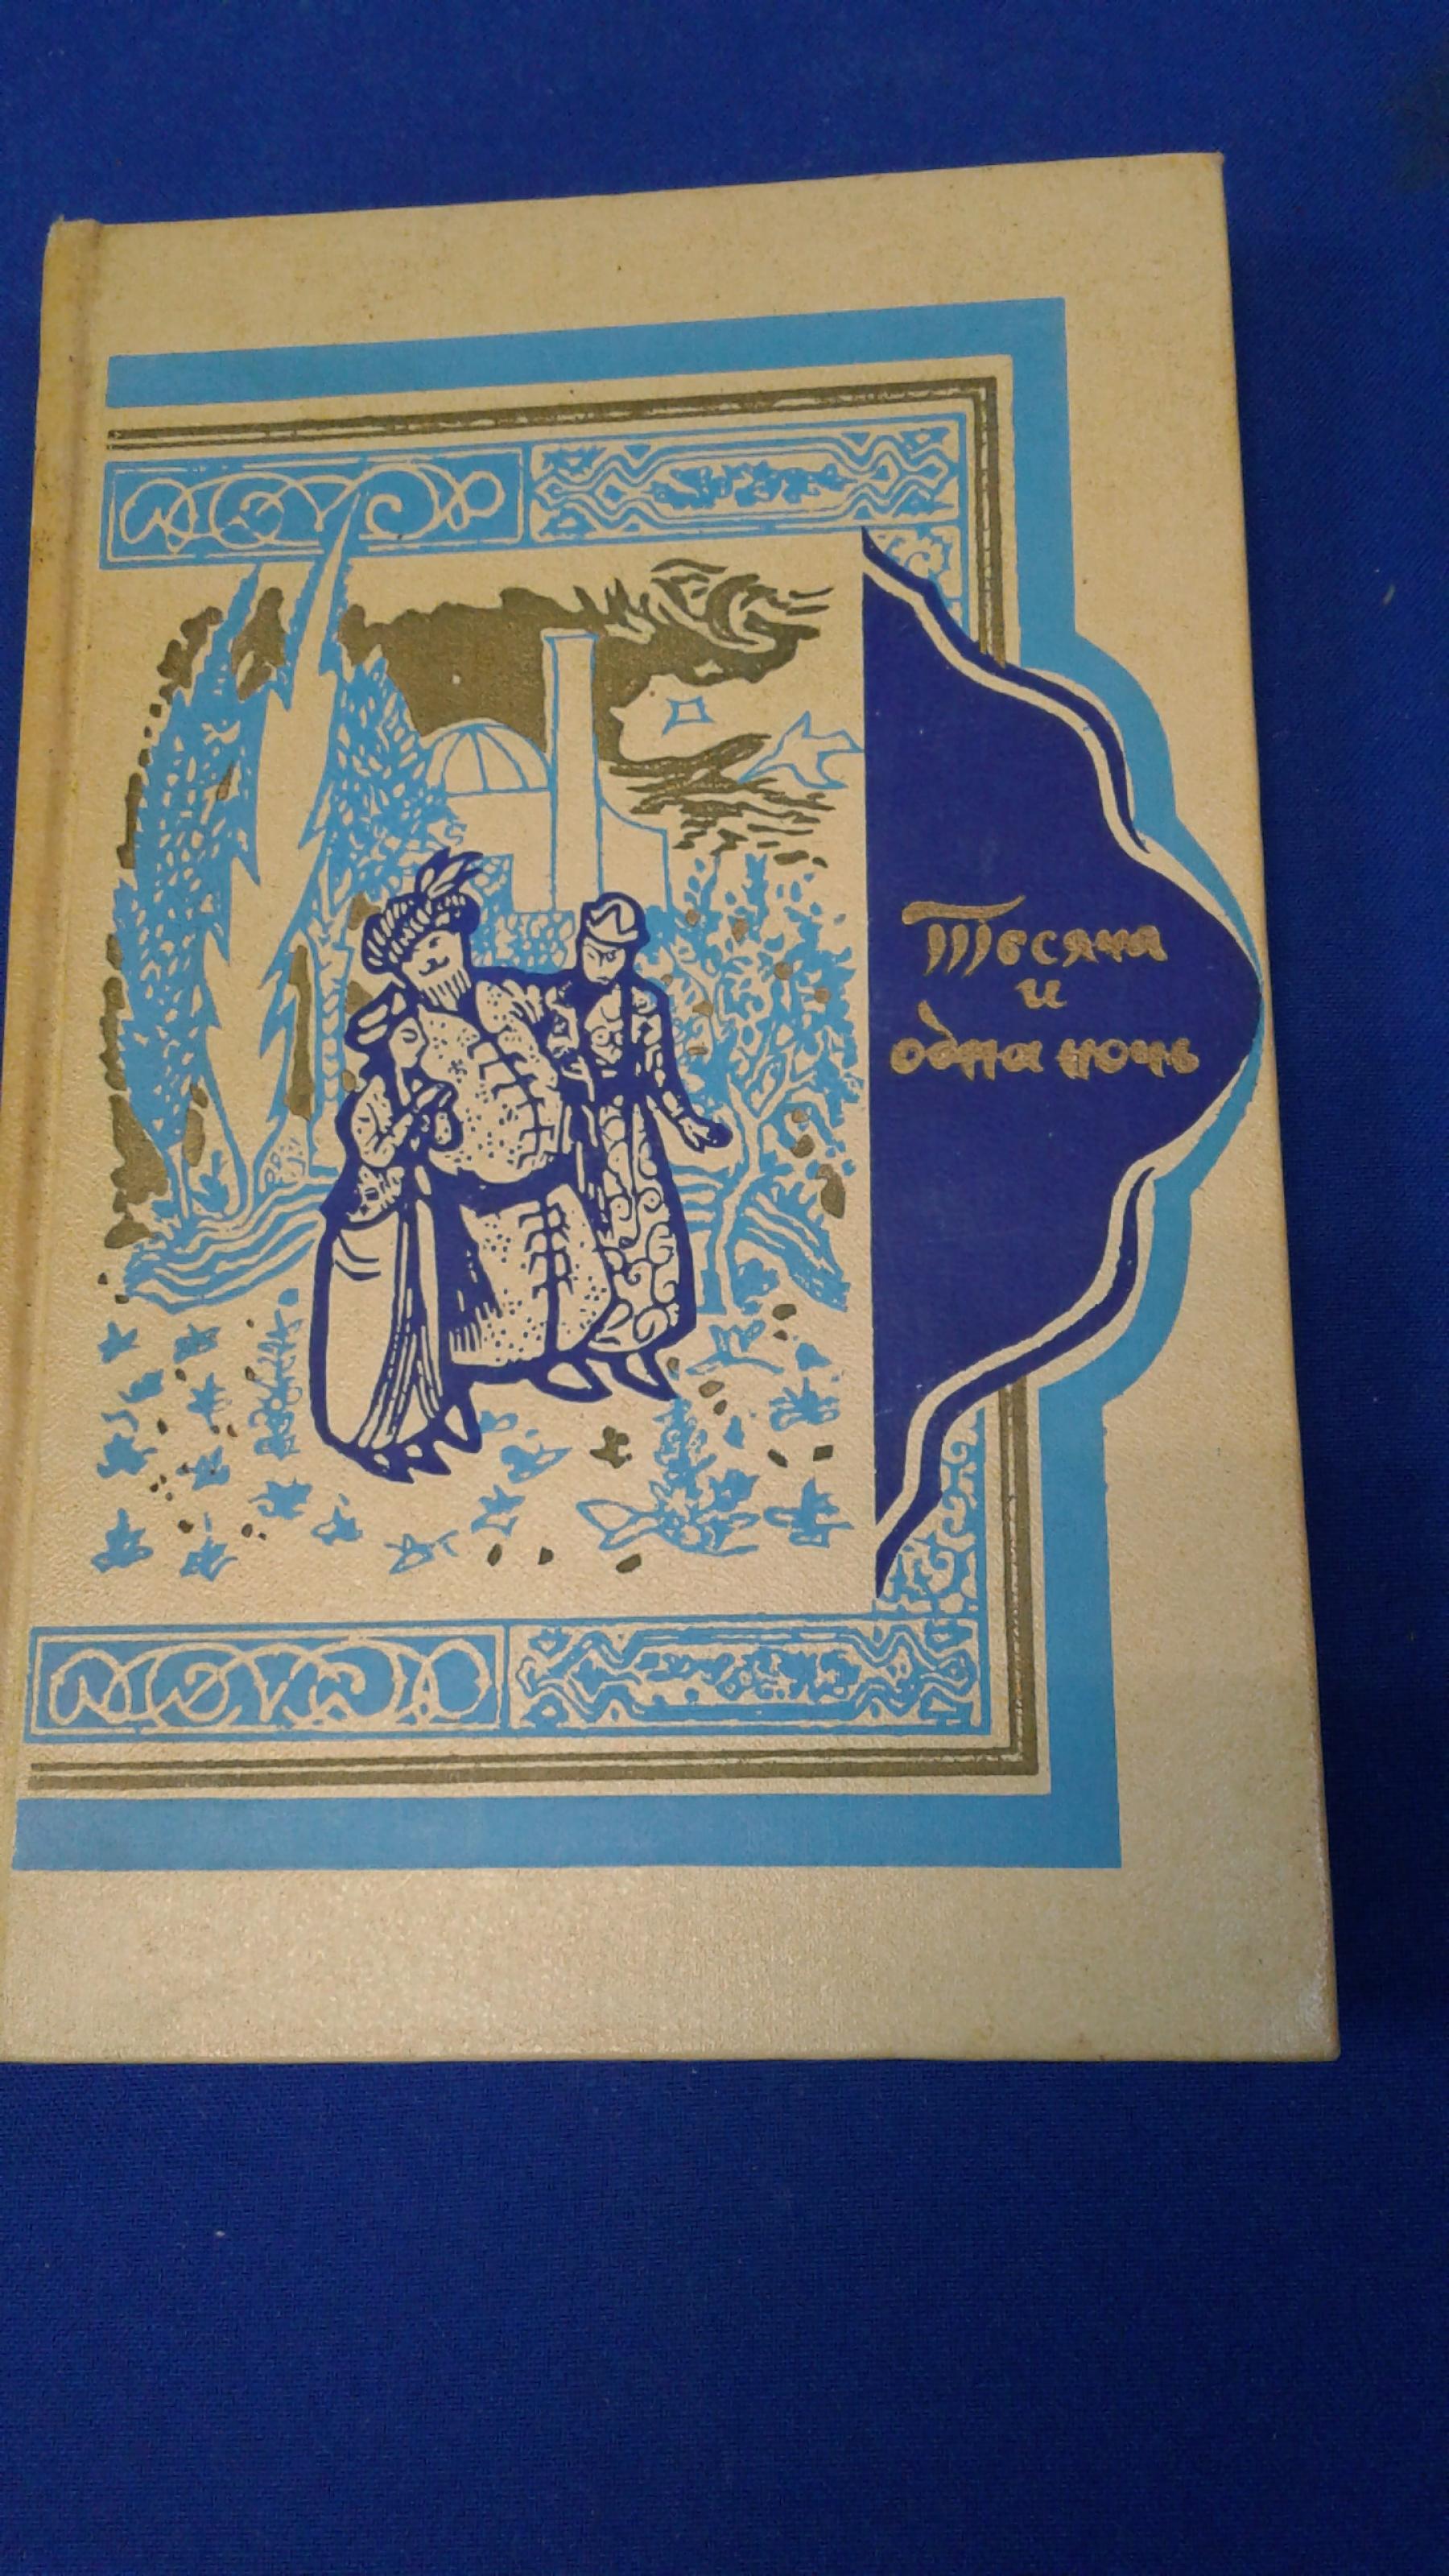 Тысяча
и
одна ночь